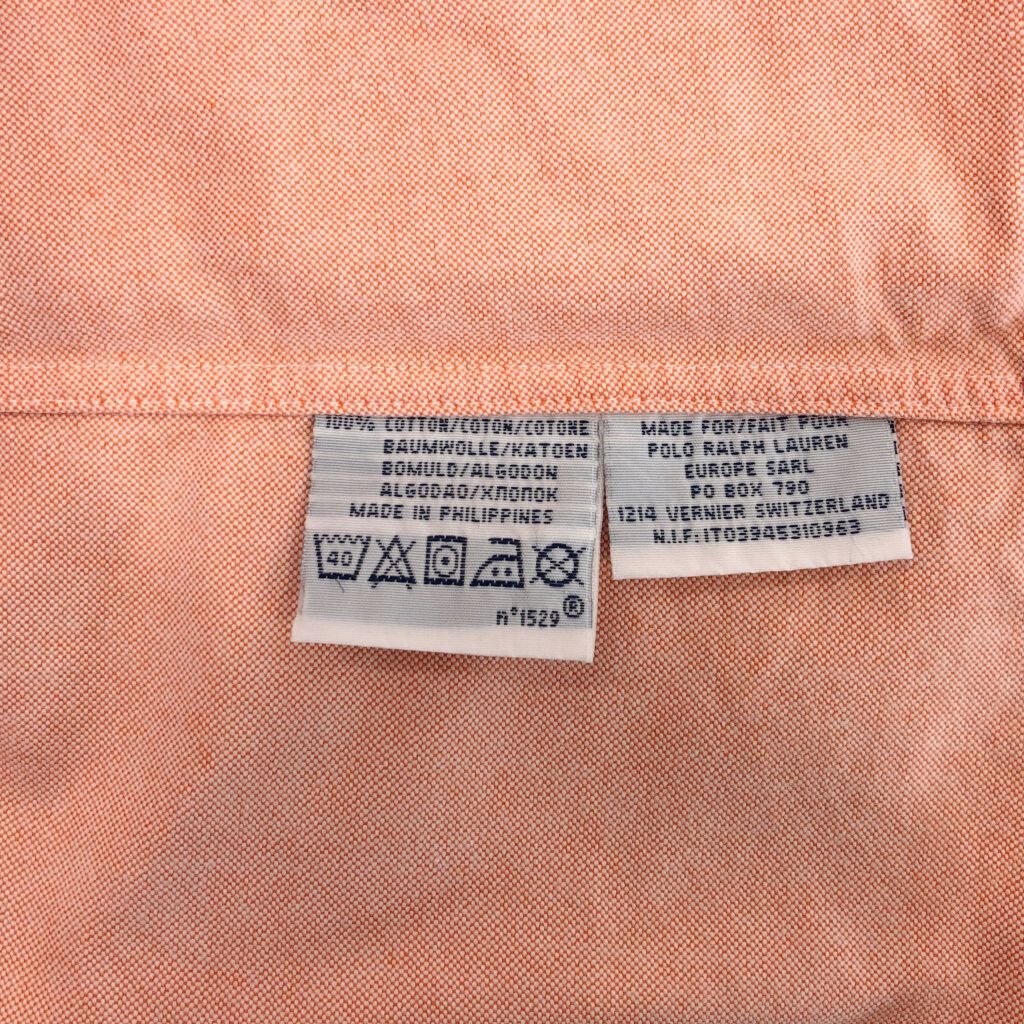 100% COTTON/COTON/COTONE
BAUMWOLLE/KATOEN
BOMULD/ALGODON
ALGODAO/ХЛОПОК
MADE IN PHILIPPINES
40
n°1529®
MADE FOR/FAIT POUR
POLO RALPH LAUREN
EUROPE SARL
PO BOX 790
1214 VERNIER SWITZERLAND
N.I.F:IT03945310963